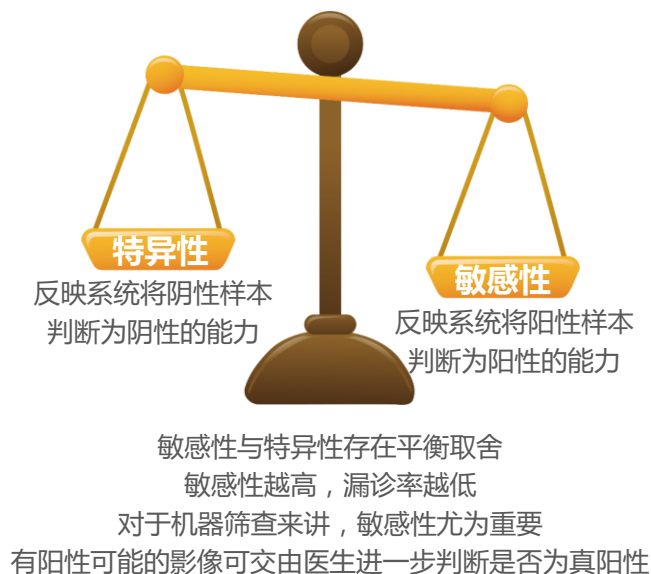 特异性
反映系统将阴性样本
判断为阴性的能力
敏感性
反映系统将阳性样本
判断为阳性的能力
敏感性与特异性存在平衡取舍
敏感性越高，漏诊率越低
对于机器筛查来讲，敏感性尤为重要
有阳性可能的影像可交由医生进一步判断是否为真阳性